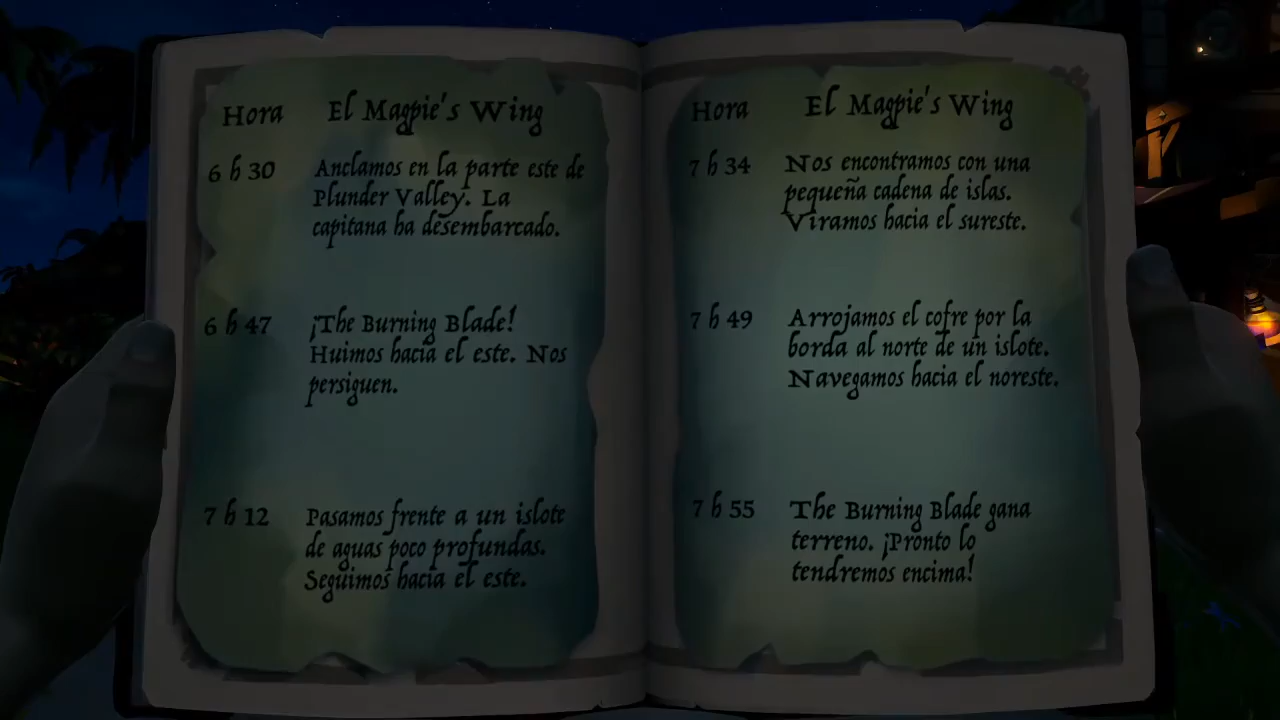 Hora El Magpie's Wing
6 h 30 Anclamos en la parte este de
Plunder Valley. La
capitana ha desembarcado.
6 h 47 ¡The Burning Blade!
Huimos hacia el este. Nos
persiguen.
7 h 12 Pasamos frente a un islote
de aguas poco profundas.
Seguimos hacia el este.
Hora El Magpie's Wing
7 h 34 Nos encontramos con una
pequeña cadena de islas.
Viramos hacia el sureste.
7 h 49 Arrojamos el cofre por la
borda al norte de un islote.
Navegamos hacia el noreste.
7 h 55 The Burning Blade gana
terreno. ¡Pronto lo
tendremos encima!